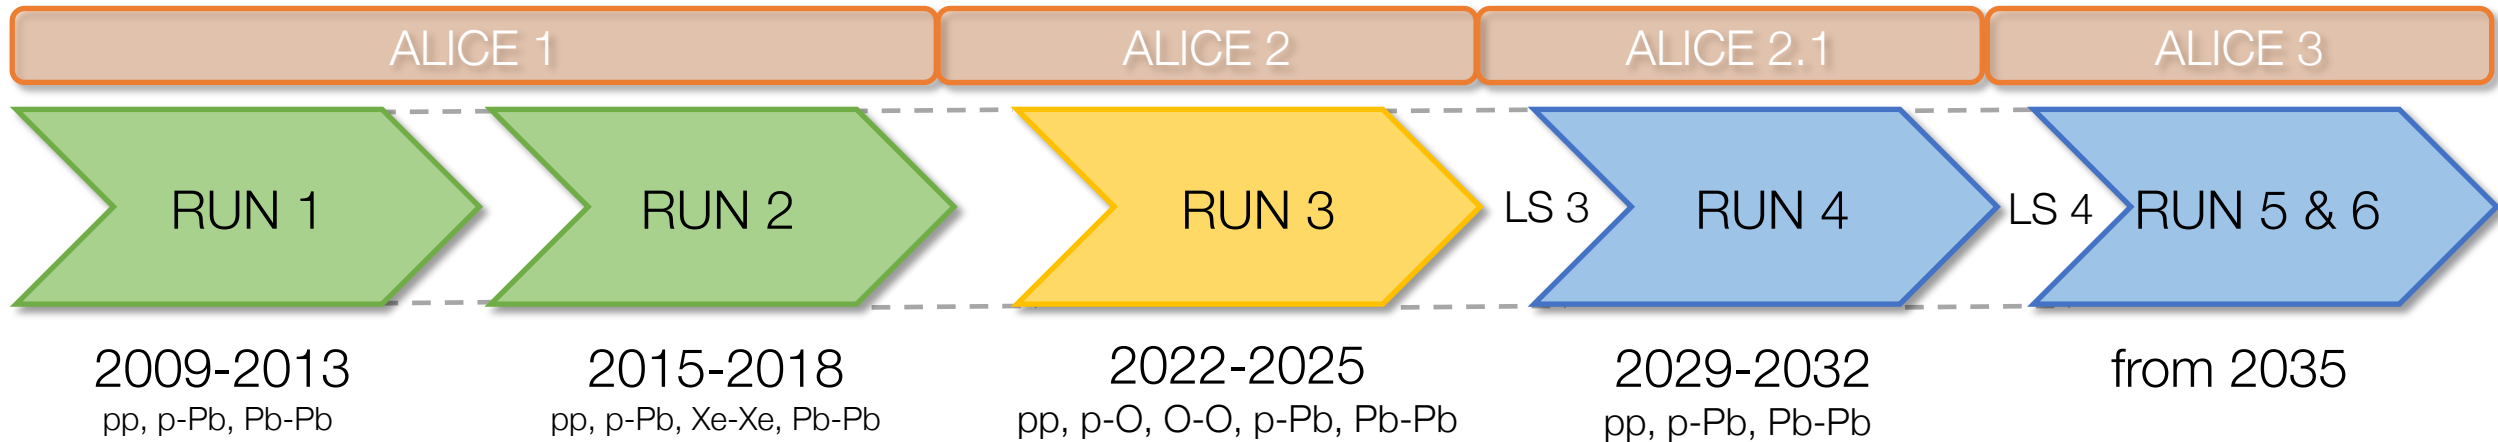 ALICE 1 ALICE 2 ALICE 2.1 ALICE 3
RUN 1 RUN 2 RUN 3 LS 3 RUN 4 LS 4 RUN 5 & 6
2009-2013 2015-2018 2022-2025 2029-2032 from 2035
pp, p-Pb, Pb-Pb pp, p-Pb, Xe-Xe, Pb-Pb pp, p-O, O-O, p-Pb, Pb-Pb pp, p-Pb, Pb-Pb